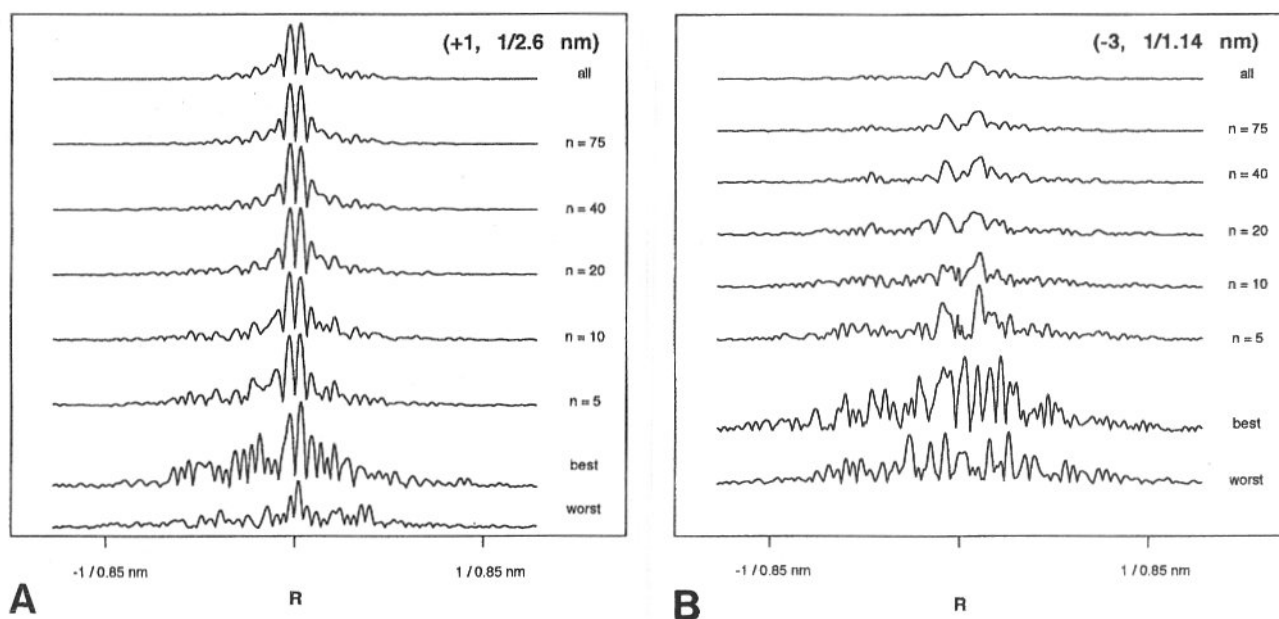 (+1, 1/2.6 nm)
all
n = 75
n = 40
n = 20
n = 10
n = 5
best
worst
-1 / 0.85 nm
1 / 0.85 nm
R
A
(-3, 1/1.14 nm)
all
n = 75
n = 40
n = 20
n = 10
n = 5
best
worst
-1 / 0.85 nm
1 / 0.85 nm
R
B